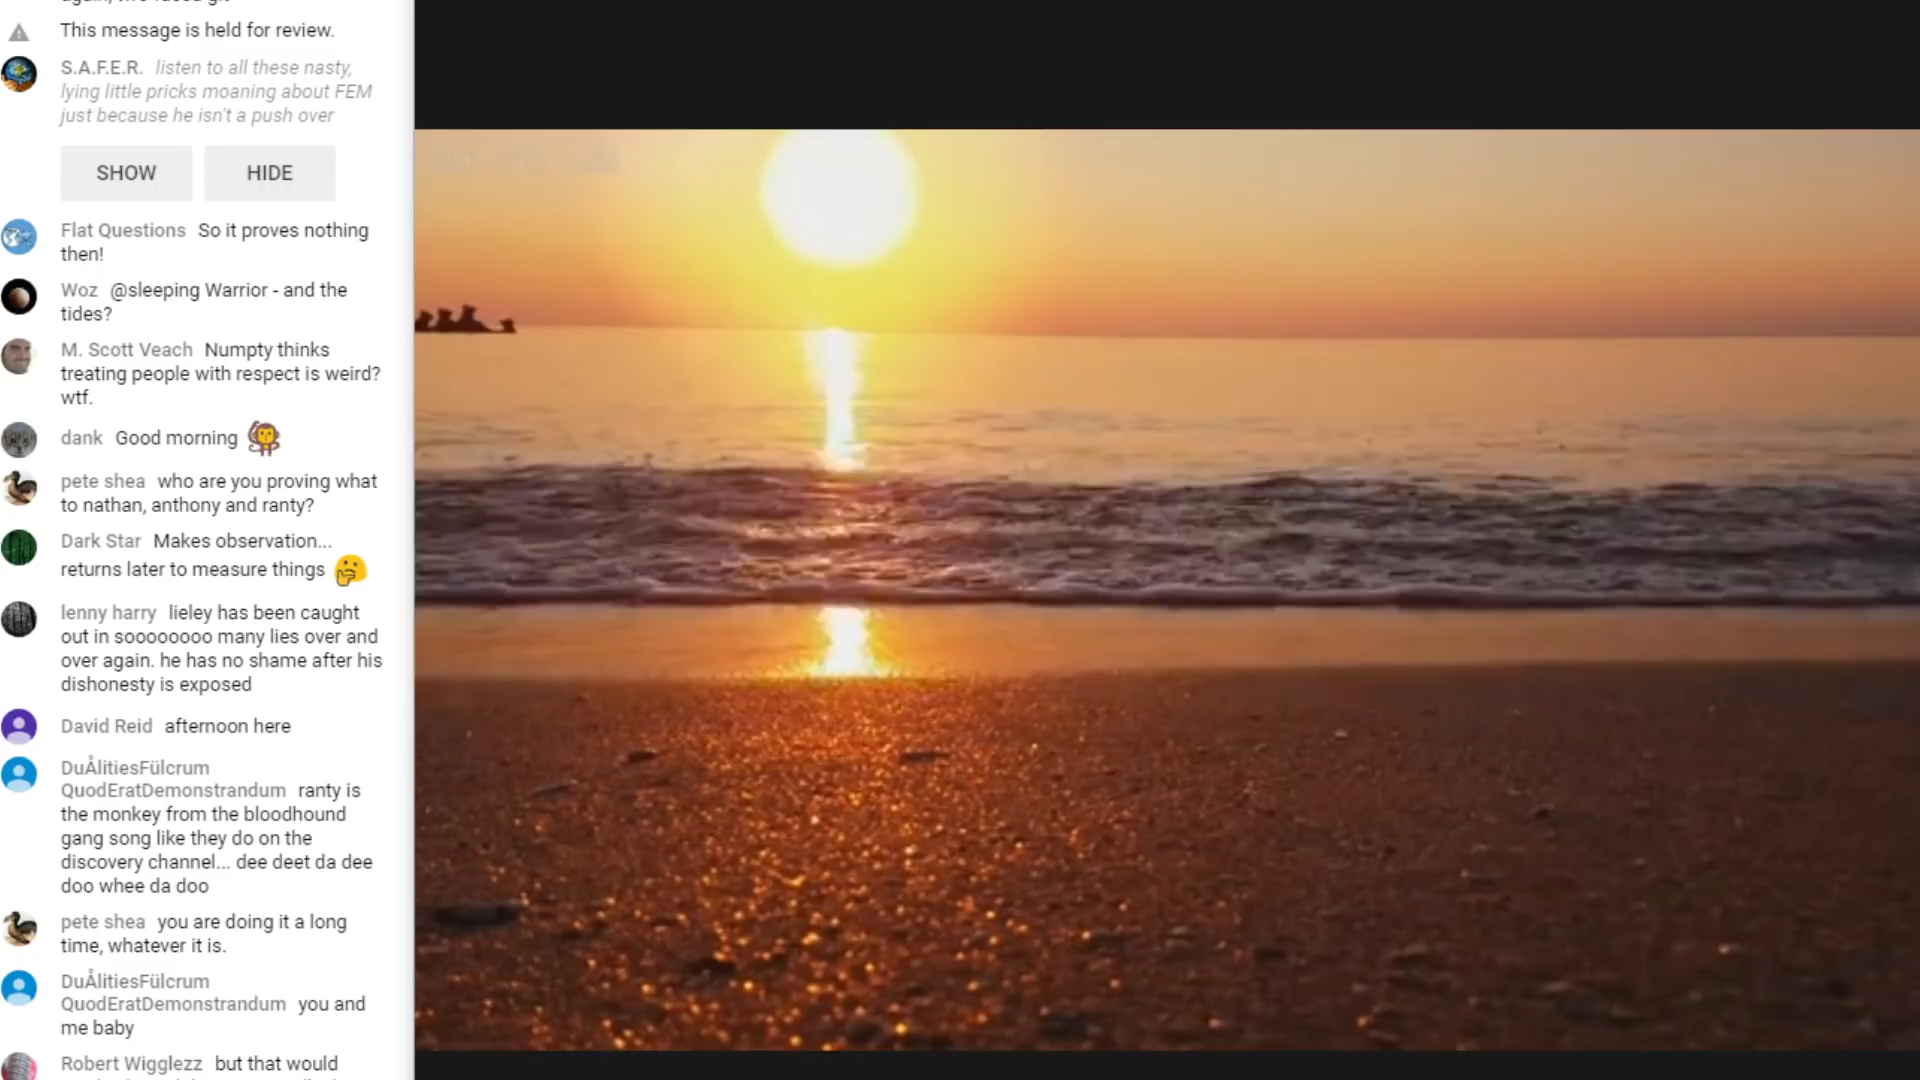 This message is held for review.
S.A.F.E.R. listen to all these nasty,
lying little pricks moaning about FEM
just because he isn't a push over
SHOW HIDE
Flat Questions So it proves nothing
then!
Woz @sleeping Warrior - and the
tides?
M. Scott Veach Numpty thinks
treating people with respect is weird?
wtf.
dank Good morning
pete shea who are you proving what
to nathan, anthony and ranty?
Dark Star Makes observation...
returns later to measure things
lenny harry lieley has been caught
out in soooooooo many lies over and
over again. he has no shame after his
dishonesty is exposed
David Reid afternoon here
DuÅlitiesFülcrum
QuodEratDemonstrandum ranty is
the monkey from the bloodhound
gang song like they do on the
discovery channel... dee deet da dee
doo whee da doo
pete shea you are doing it a long
time, whatever it is.
DuÅlitiesFülcrum
QuodEratDemonstrandum you and
me baby
Robert Wigglezz but that would